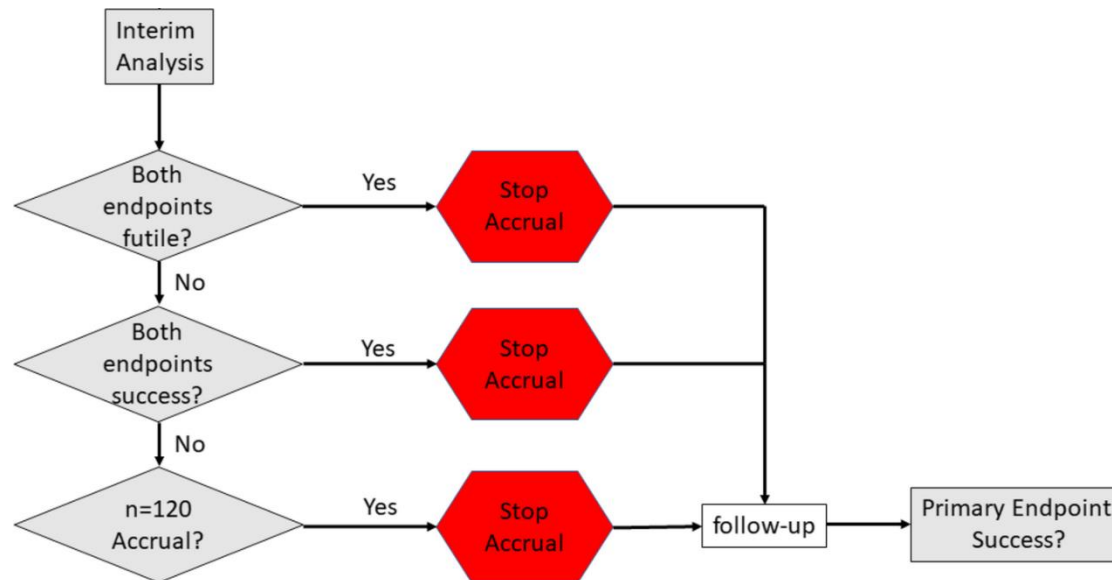 Interim
Analysis
Both
endpoints
futile?
Yes
Stop
Accrual
No
Both
endpoints
success?
Yes
Stop
Accrual
No
n=120
Accrual?
Yes
Stop
Accrual
follow-up
Primary Endpoint
Success?